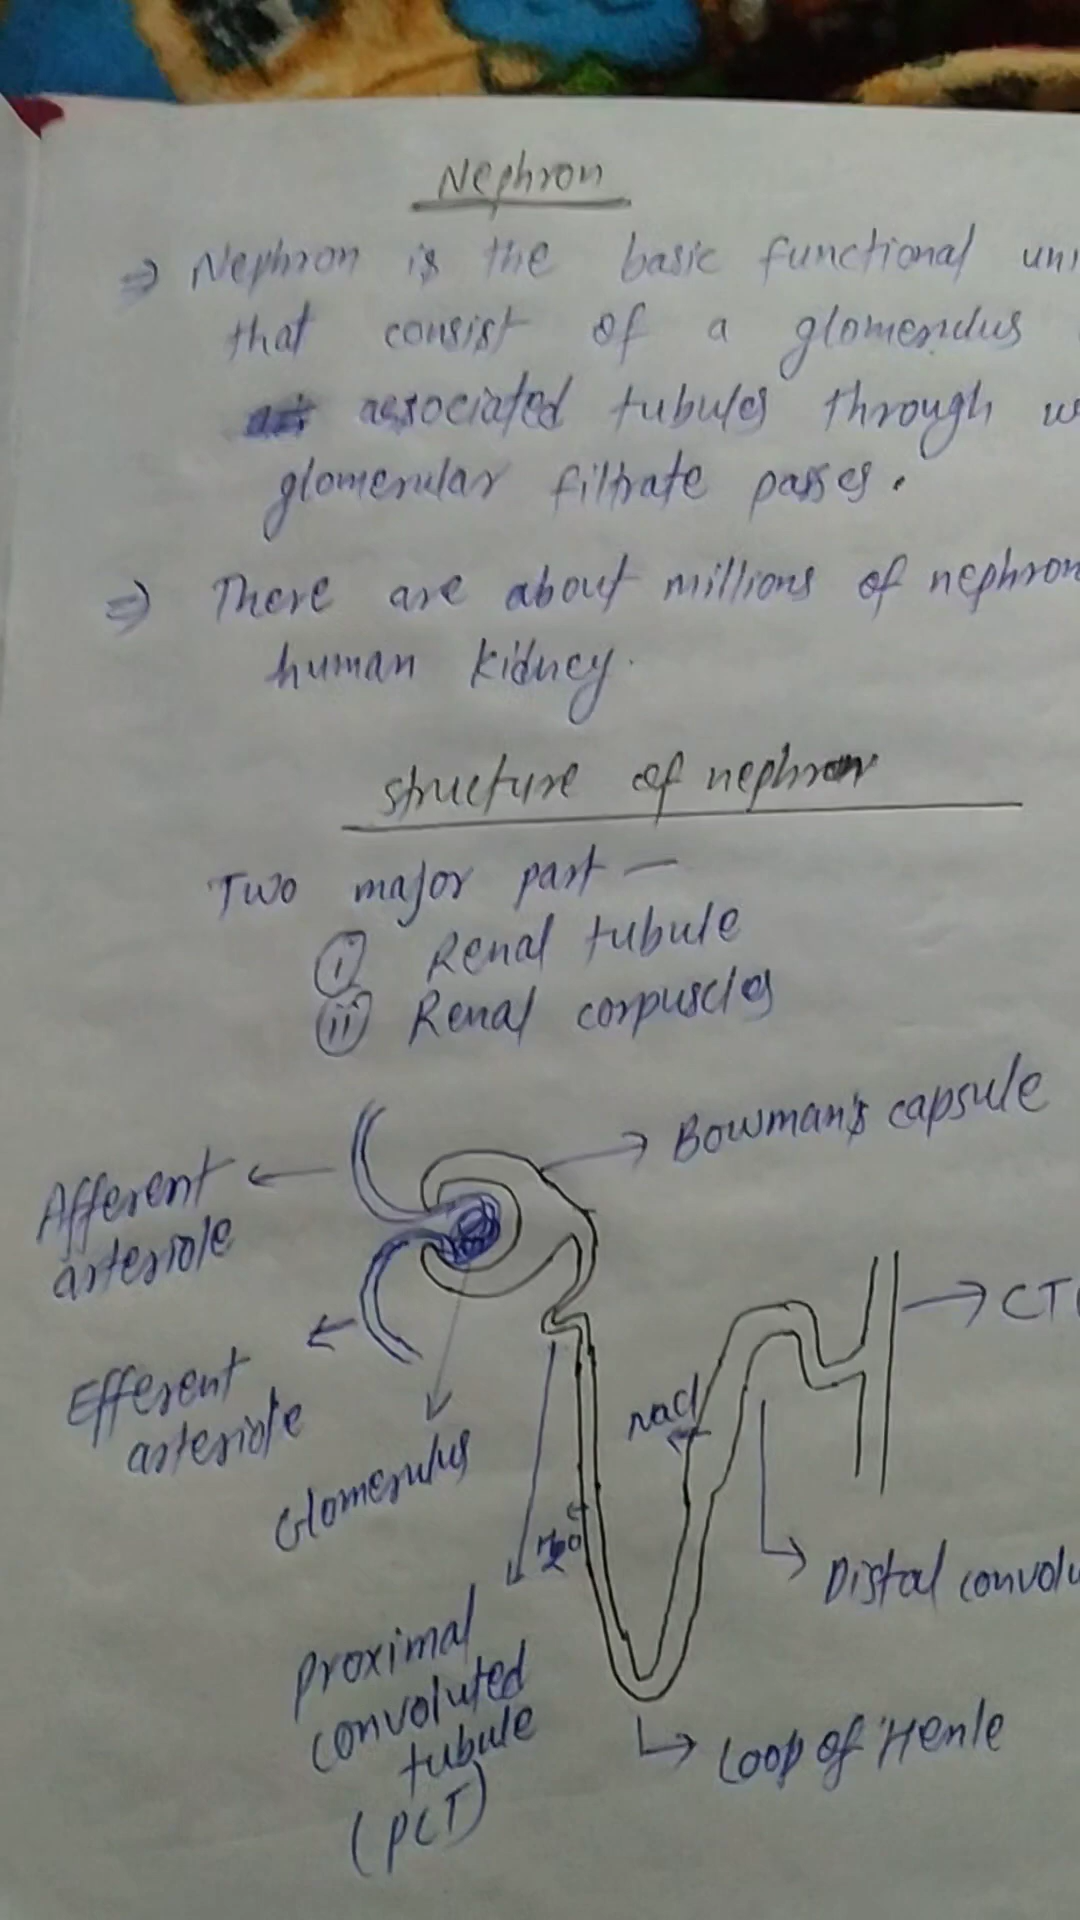 Nephron
⇒ Nephron is the basic functional uni
that consist of a glomerulus
associated tubules through w
glomerular filtrate passes.
⇒ There are about millions of nephron
human kidney.
structure of nephron
Two major part —
(i) Renal tubule
(ii) Renal corpuscles
Bowman's capsule
Afferent
arteriole
CT
Efferent
arteriole
NaCl
Glomerulus
H2O
Distal convolu
proximal
convoluted
tubule
(PCT)
Loop of Henle